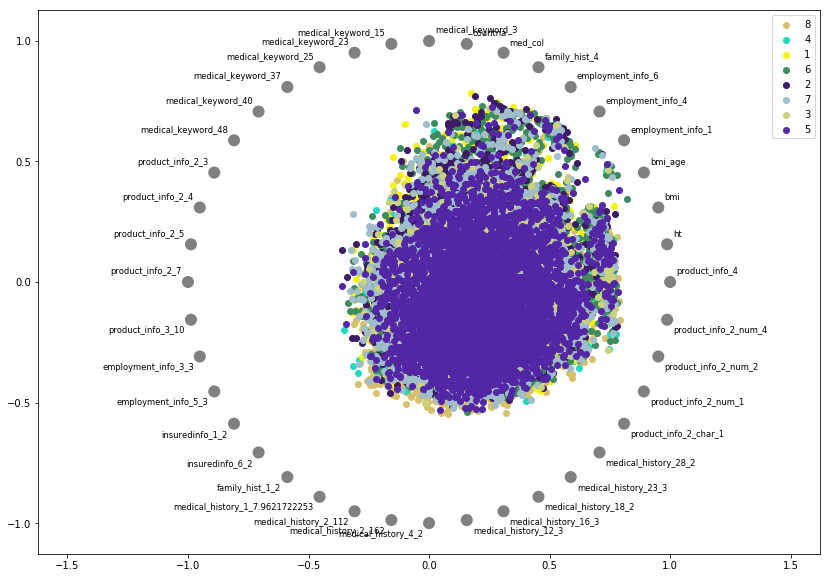 medical_keyword_3
medical_keyword_15
countna
medical_keyword_23
med_col
medical_keyword_25
family_hist_4
medical_keyword_37
employment_info_6
medical_keyword_40
employment_info_4
medical_keyword_48
employment_info_1
product_info_2_3
bmi_age
product_info_2_4
bmi
product_info_2_5
ht
product_info_2_7
product_info_4
product_info_3_10
product_info_2_num_4
employment_info_3_3
product_info_2_num_2
employment_info_5_3
product_info_2_num_1
insuredinfo_1_2
product_info_2_char_1
insuredinfo_6_2
medical_history_28_2
family_hist_1_2
medical_history_23_3
medical_history_1_7.9621722253
medical_history_18_2
medical_history_2_112
medical_history_16_3
medical_history_2_162
medical_history_4_2
medical_history_12_3
8
4
1
6
2
7
3
5
1.0
0.5
0.0
−0.5
−1.0
−1.5
−1.0
−0.5
0.0
0.5
1.0
1.5